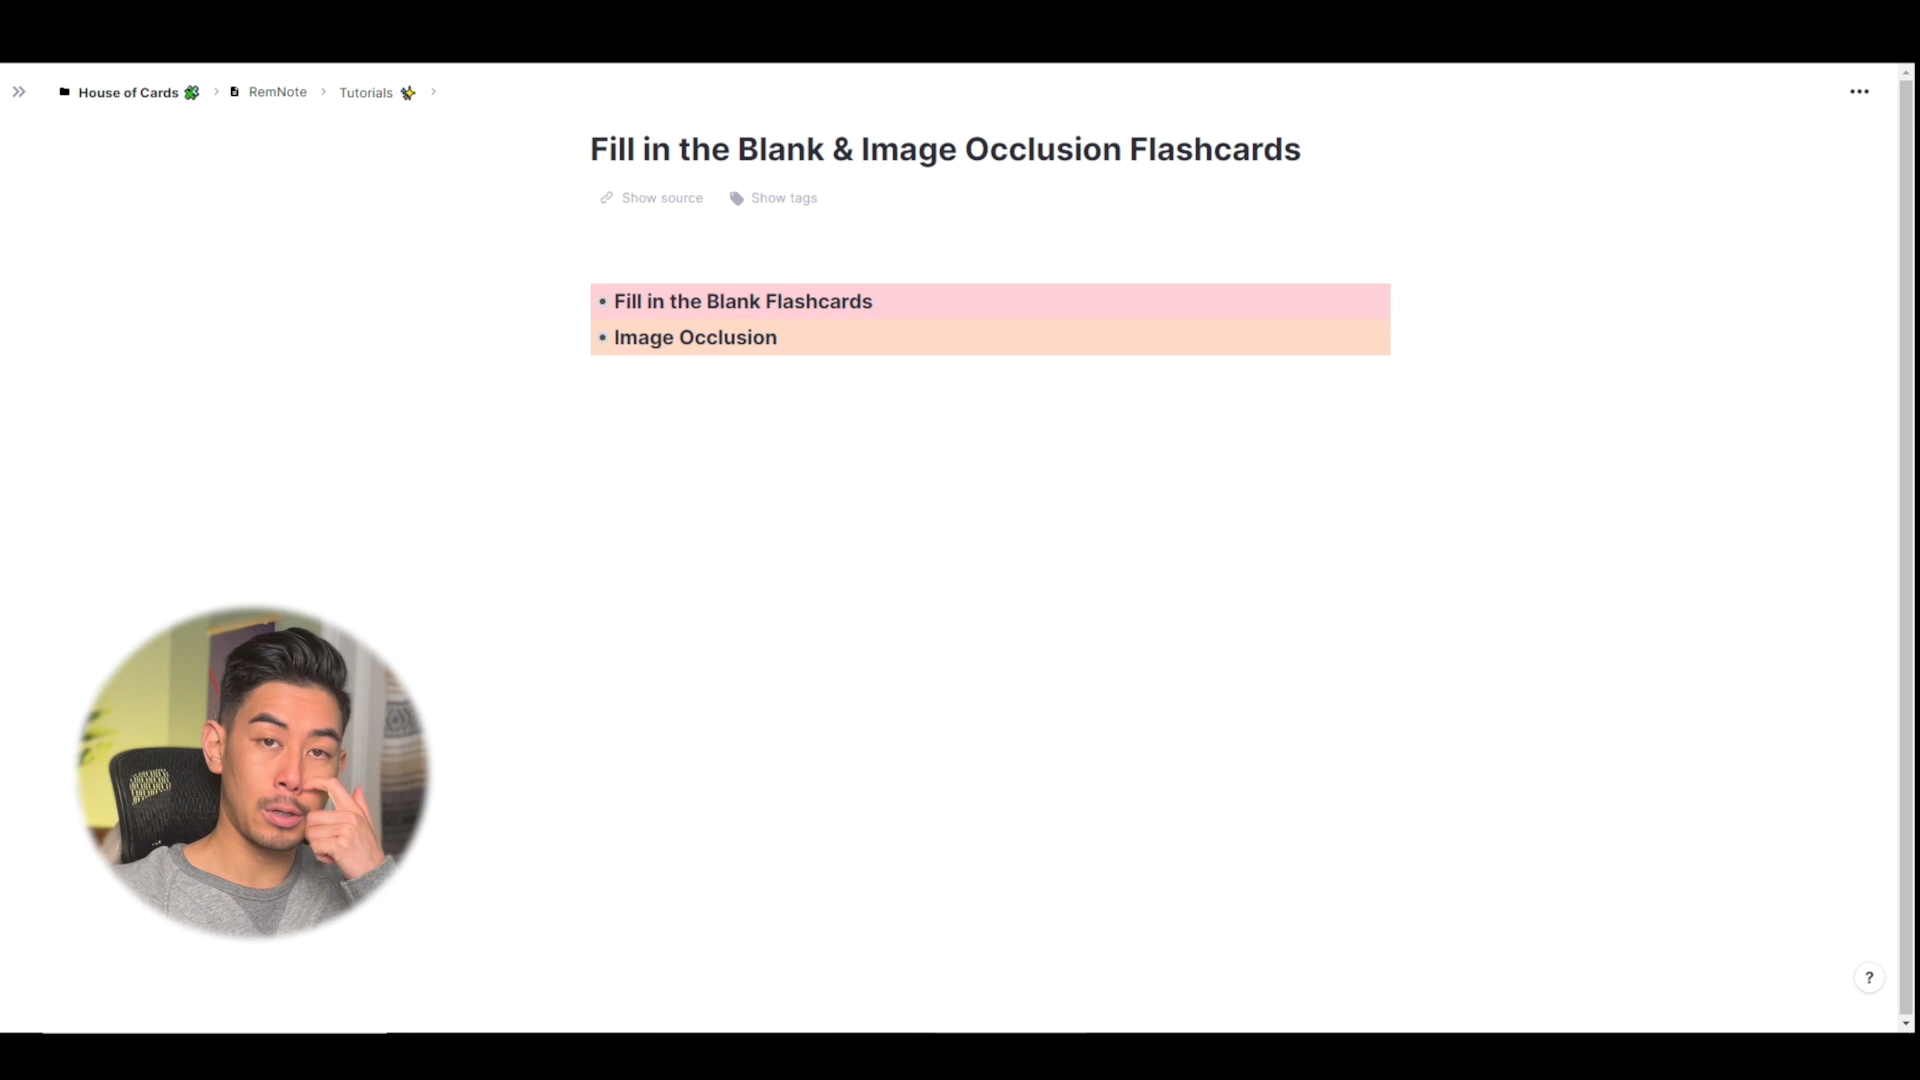 House of Cards > RemNote > Tutorials >
Fill in the Blank & Image Occlusion Flashcards
Show source Show tags
• Fill in the Blank Flashcards
• Image Occlusion
?